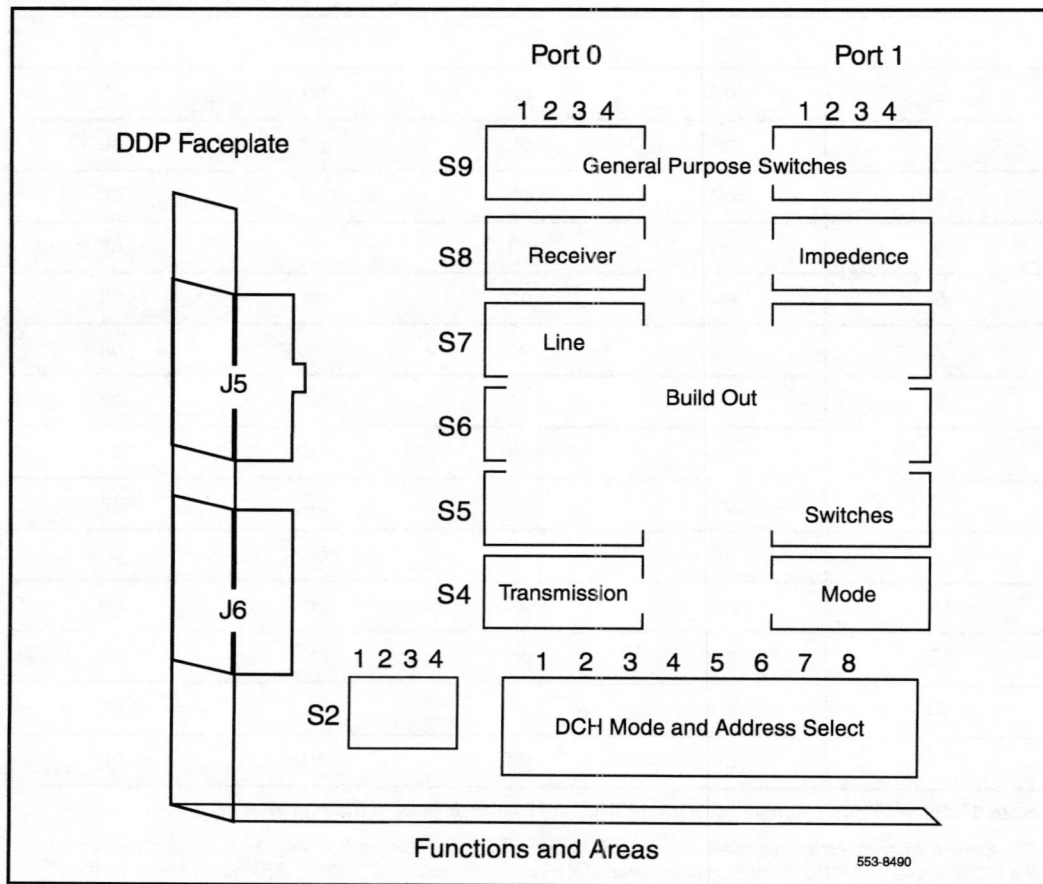 Port 0 Port 1
1 2 3 4 1 2 3 4
DDP Faceplate
S9 General Purpose Switches
S8 Receiver Impedence
S7 Line
J5
Build Out
S6
S5 Switches
S4 Transmission Mode
J6
1 2 3 4 1 2 3 4 5 6 7 8
S2 DCH Mode and Address Select
Functions and Areas
553-8490